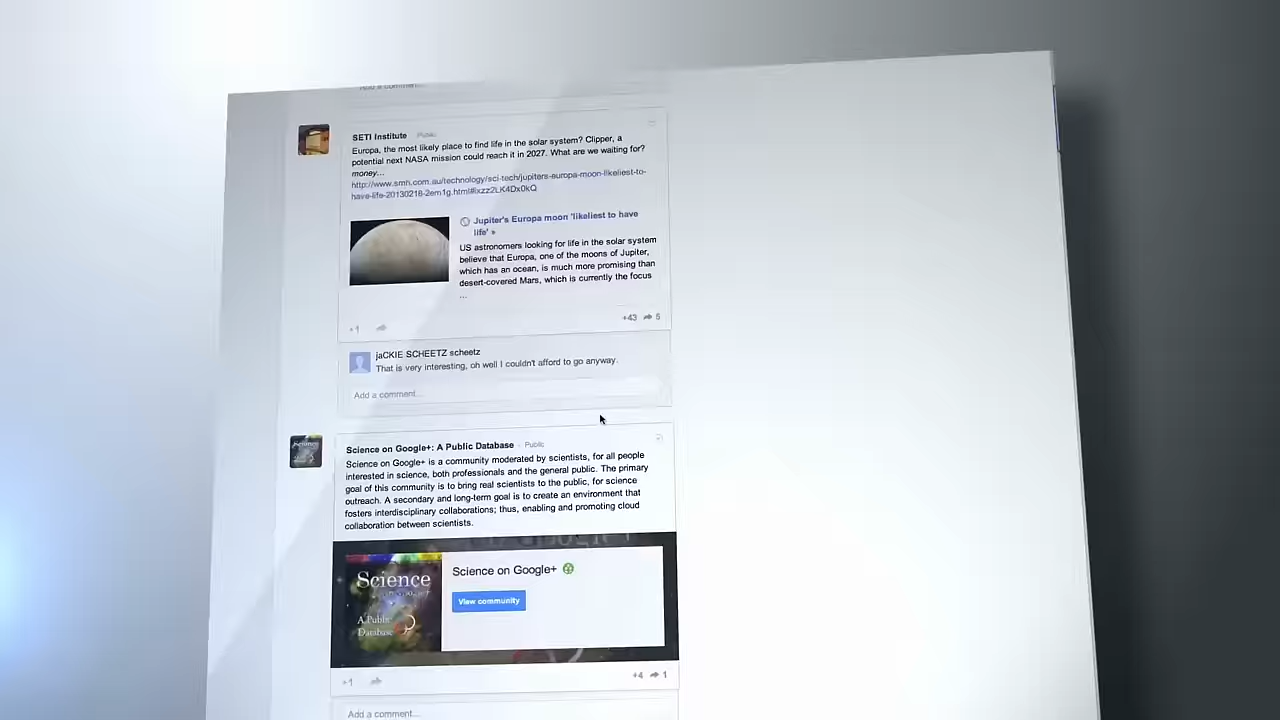 Add a comment...
SETI Institute Public
Europa, the most likely place to find life in the solar system? Clipper, a
potential next NASA mission could reach it in 2027. What are we waiting for?
money...
http://www.smh.com.au/technology/sci-tech/jupiters-europa-moon-likeliest-to-
have-life-20130218-2em1g.html#ixzz2LK4Dx0kQ
Jupiter's Europa moon 'likeliest to have
life' »
US astronomers looking for life in the solar system
believe that Europa, one of the moons of Jupiter,
which has an ocean, is much more promising than
desert-covered Mars, which is currently the focus
...
+1
+43 5
jaCKIE SCHEETZ scheetz
That is very interesting, oh well I couldn't afford to go anyway.
Add a comment...
Science on Google+: A Public Database - Public
Science on Google+ is a community moderated by scientists, for all people
interested in science, both professionals and the general public. The primary
goal of this community is to bring real scientists to the public, for science
outreach. A secondary and long-term goal is to create an environment that
fosters interdisciplinary collaborations; thus, enabling and promoting cloud
collaboration between scientists.
Science
A Public
Database
Science on Google+
View community
+1
+4 1
Add a comment...